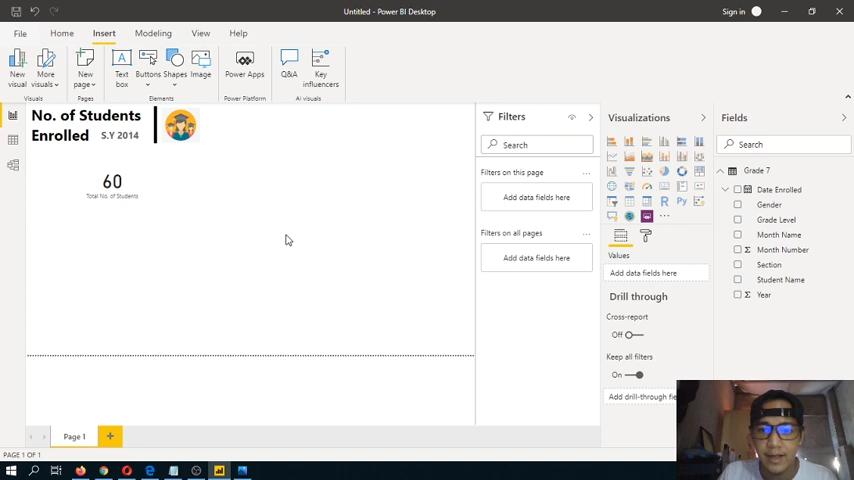 Untitled - Power BI Desktop
Sign in
File
Home
Insert
Modeling
View
Help
New visual
More visuals
New page
Text box
Buttons
Shapes
Image
Power Apps
Q&A
Key influencers
Visuals
Pages
Elements
Power Platform
AI visuals
No. of Students
Enrolled
S.Y 2014
60
Total No. of Students
Filters
Search
Filters on this page
Add data fields here
Filters on all pages
Add data fields here
Visualizations
R
Py
Values
Add data fields here
Drill through
Cross-report
Off
Keep all filters
On
Add drill-through fie
Fields
Search
Grade 7
Date Enrolled
Gender
Grade Level
Month Name
Σ Month Number
Section
Student Name
Σ Year
Page 1
PAGE 1 OF 1